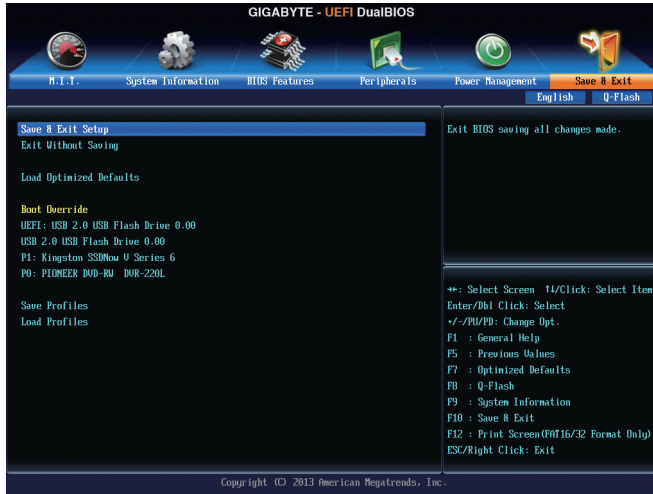 GIGABYTE - UEFI DualBIOS
M.I.T.
System Information
BIOS Features
Peripherals
Power Management
Save & Exit
English
Q-Flash
Save & Exit Setup
Exit Without Saving
Load Optimized Defaults
Boot Override
UEFI: USB 2.0 USB Flash Drive 0.00
USB 2.0 USB Flash Drive 0.00
P1: Kingston SSDNow V Series 6
P0: PIONEER DVD-RW DVR-220L
Save Profiles
Load Profiles
Exit BIOS saving all changes made.
→←: Select Screen ↑↓/Click: Select Item
Enter/Dbl Click: Select
+/-/PU/PD: Change Opt.
F1 : General Help
F5 : Previous Values
F7 : Optimized Defaults
F8 : Q-Flash
F9 : System Information
F10 : Save & Exit
F12 : Print Screen(FAT16/32 Format Only)
ESC/Right Click: Exit
Copyright (C) 2013 American Megatrends, Inc.